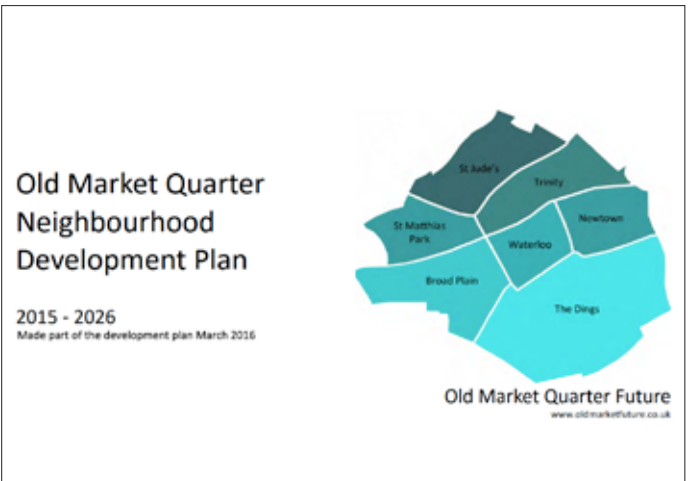 Old Market Quarter
Neighbourhood
Development Plan
2015 - 2026
Made part of the development plan March 2016
St Jude's
Trinity
St Matthias
Park
Waterloo
Newtown
Broad Plain
The Dings
Old Market Quarter Future
www.oldmarketfuture.co.uk